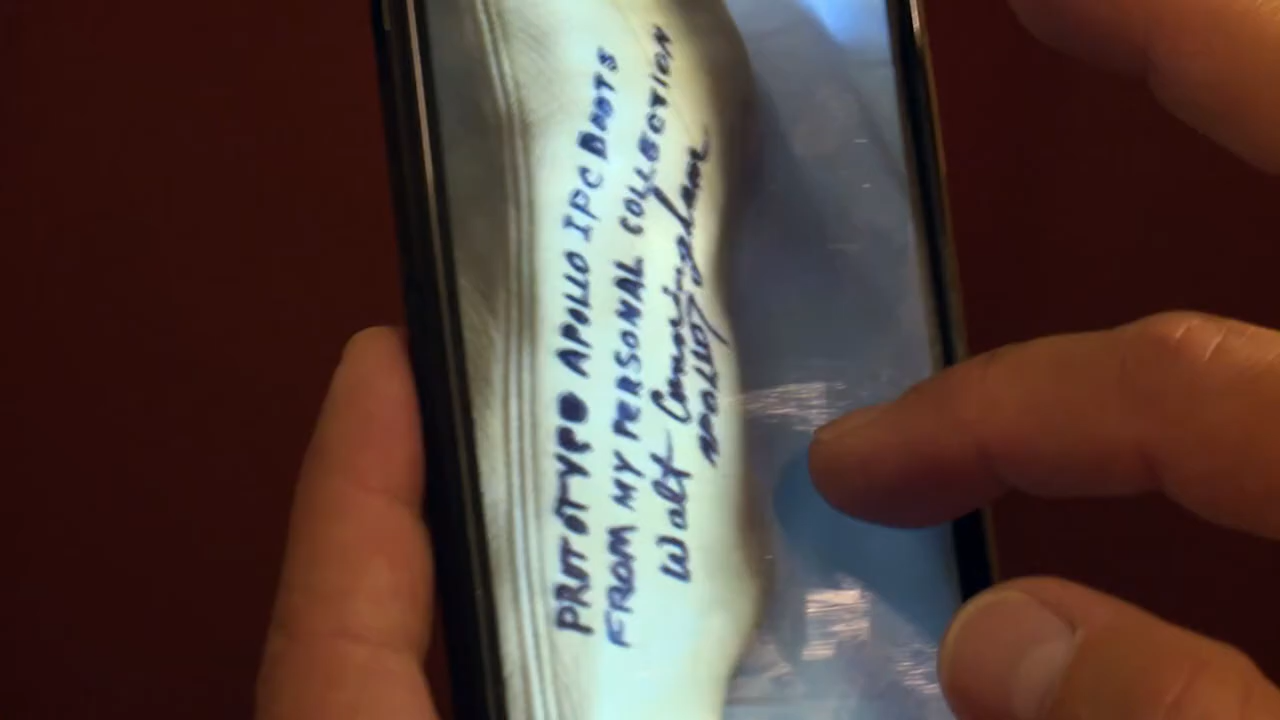 PROTOTYPE APOLLO IPC BOOTS
FROM MY PERSONAL COLLECTION
Walt Cunningham
APOLLO 7